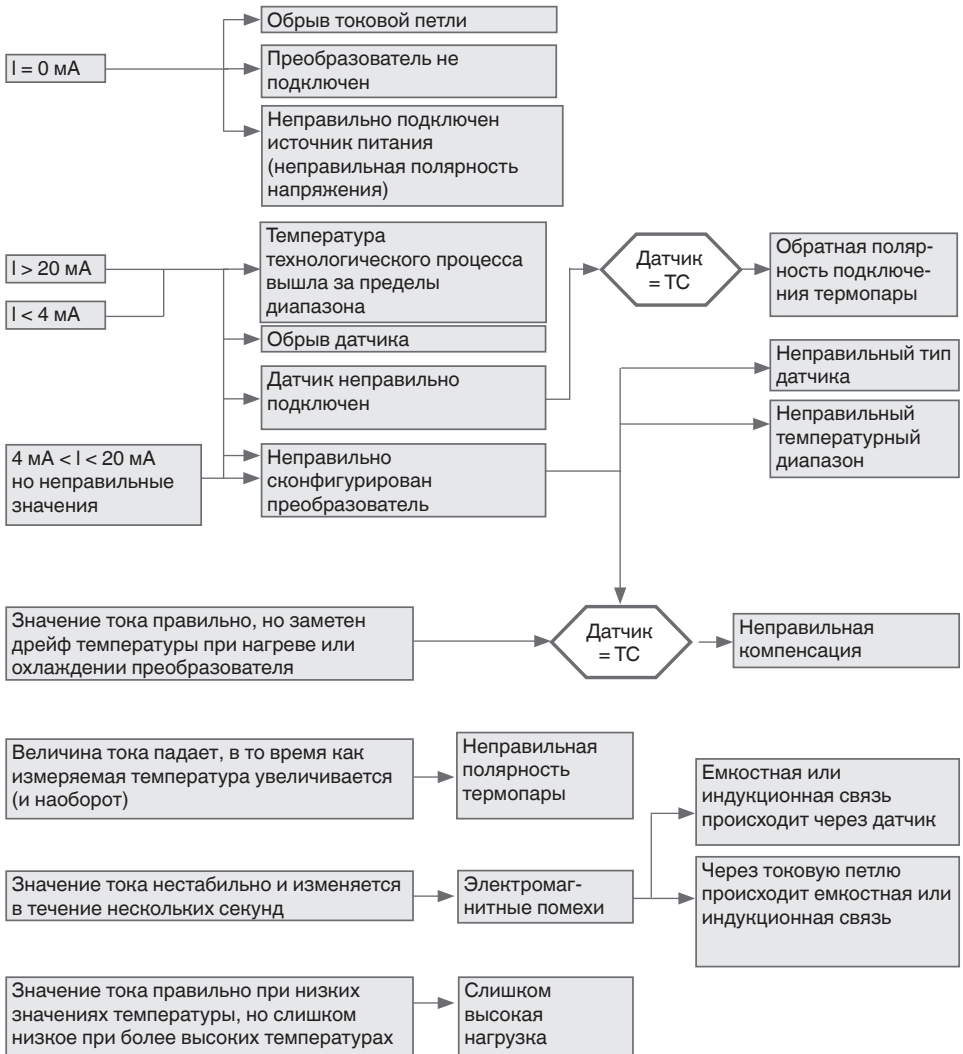 Обрыв токовой петли
I = 0 мА
Преобразователь не
подключен
Неправильно подключен
источник питания
(неправильная полярность
напряжения)
I > 20 мА
I < 4 мА
Температура
технологического процесса
вышла за пределы
диапазона
Датчик
= ТС
Обратная поляр-
ность подключе-
ния термопары
Обрыв датчика
Датчик неправильно
подключен
Неправильный тип
датчика
Неправильный
температурный
диапазон
4 мА < I < 20 мА
но неправильные
значения
Неправильно
сконфигурирован
преобразователь
Значение тока правильно, но заметен
дрейф температуры при нагреве или
охлаждении преобразователя
Датчик
= ТС
Неправильная
компенсация
Величина тока падает, в то время как
измеряемая температура увеличивается
(и наоборот)
Неправильная
полярность
термопары
Емкостная или
индукционная связь
происходит через датчик
Значение тока нестабильно и изменяется
в течение нескольких секунд
Электромаг-
нитные помехи
Через токовую петлю
происходит емкостная или
индукционная связь
Значение тока правильно при низких
значениях температуры, но слишком
низкое при более высоких температурах
Слишком
высокая
нагрузка